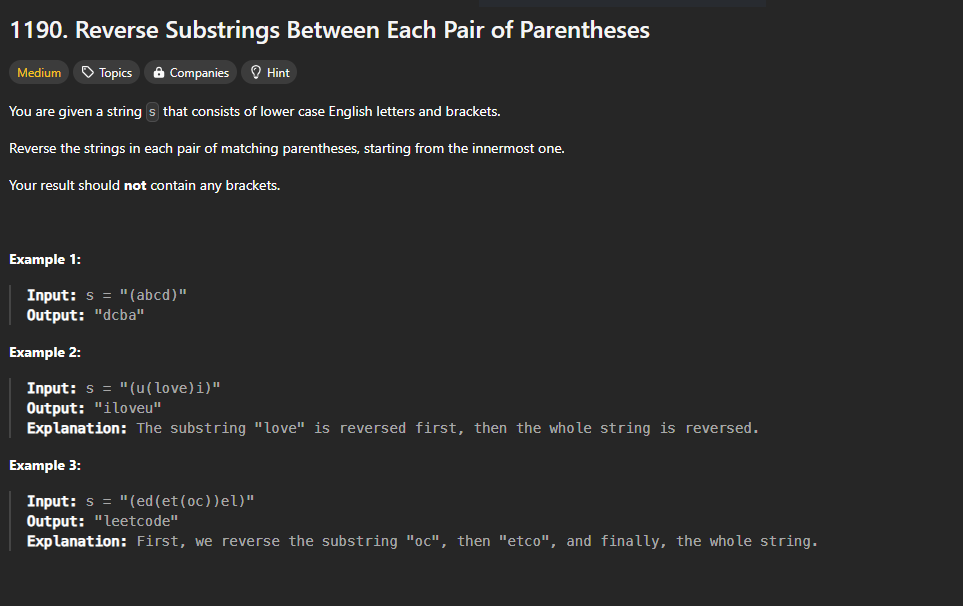 1190. Reverse Substrings Between Each Pair of Parentheses
Medium Topics Companies Hint
You are given a string s that consists of lower case English letters and brackets.
Reverse the strings in each pair of matching parentheses, starting from the innermost one.
Your result should not contain any brackets.
Example 1:
Input: s = "(abcd)"
Output: "dcba"
Example 2:
Input: s = "(u(love)i)"
Output: "iloveu"
Explanation: The substring "love" is reversed first, then the whole string is reversed.
Example 3:
Input: s = "(ed(et(oc))el)"
Output: "leetcode"
Explanation: First, we reverse the substring "oc", then "etco", and finally, the whole string.